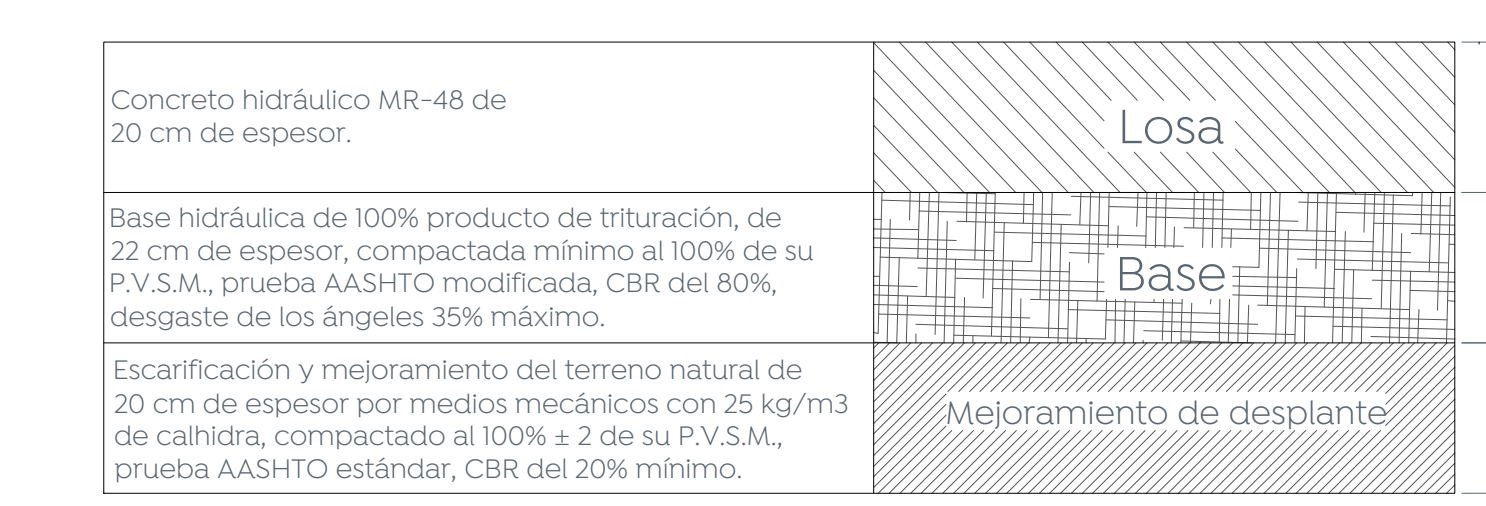 Concreto hidráulico MR-48 de
20 cm de espesor.
Losa
Base hidráulica de 100% producto de trituración, de
22 cm de espesor, compactada mínimo al 100% de su
P.V.S.M., prueba AASHTO modificada, CBR del 80%,
desgaste de los ángeles 35% máximo.
Base
Escarificación y mejoramiento del terreno natural de
20 cm de espesor por medios mecánicos con 25 kg/m3
de calhidra, compactado al 100% ± 2 de su P.V.S.M.,
prueba AASHTO estándar, CBR del 20% mínimo.
Mejoramiento de desplante